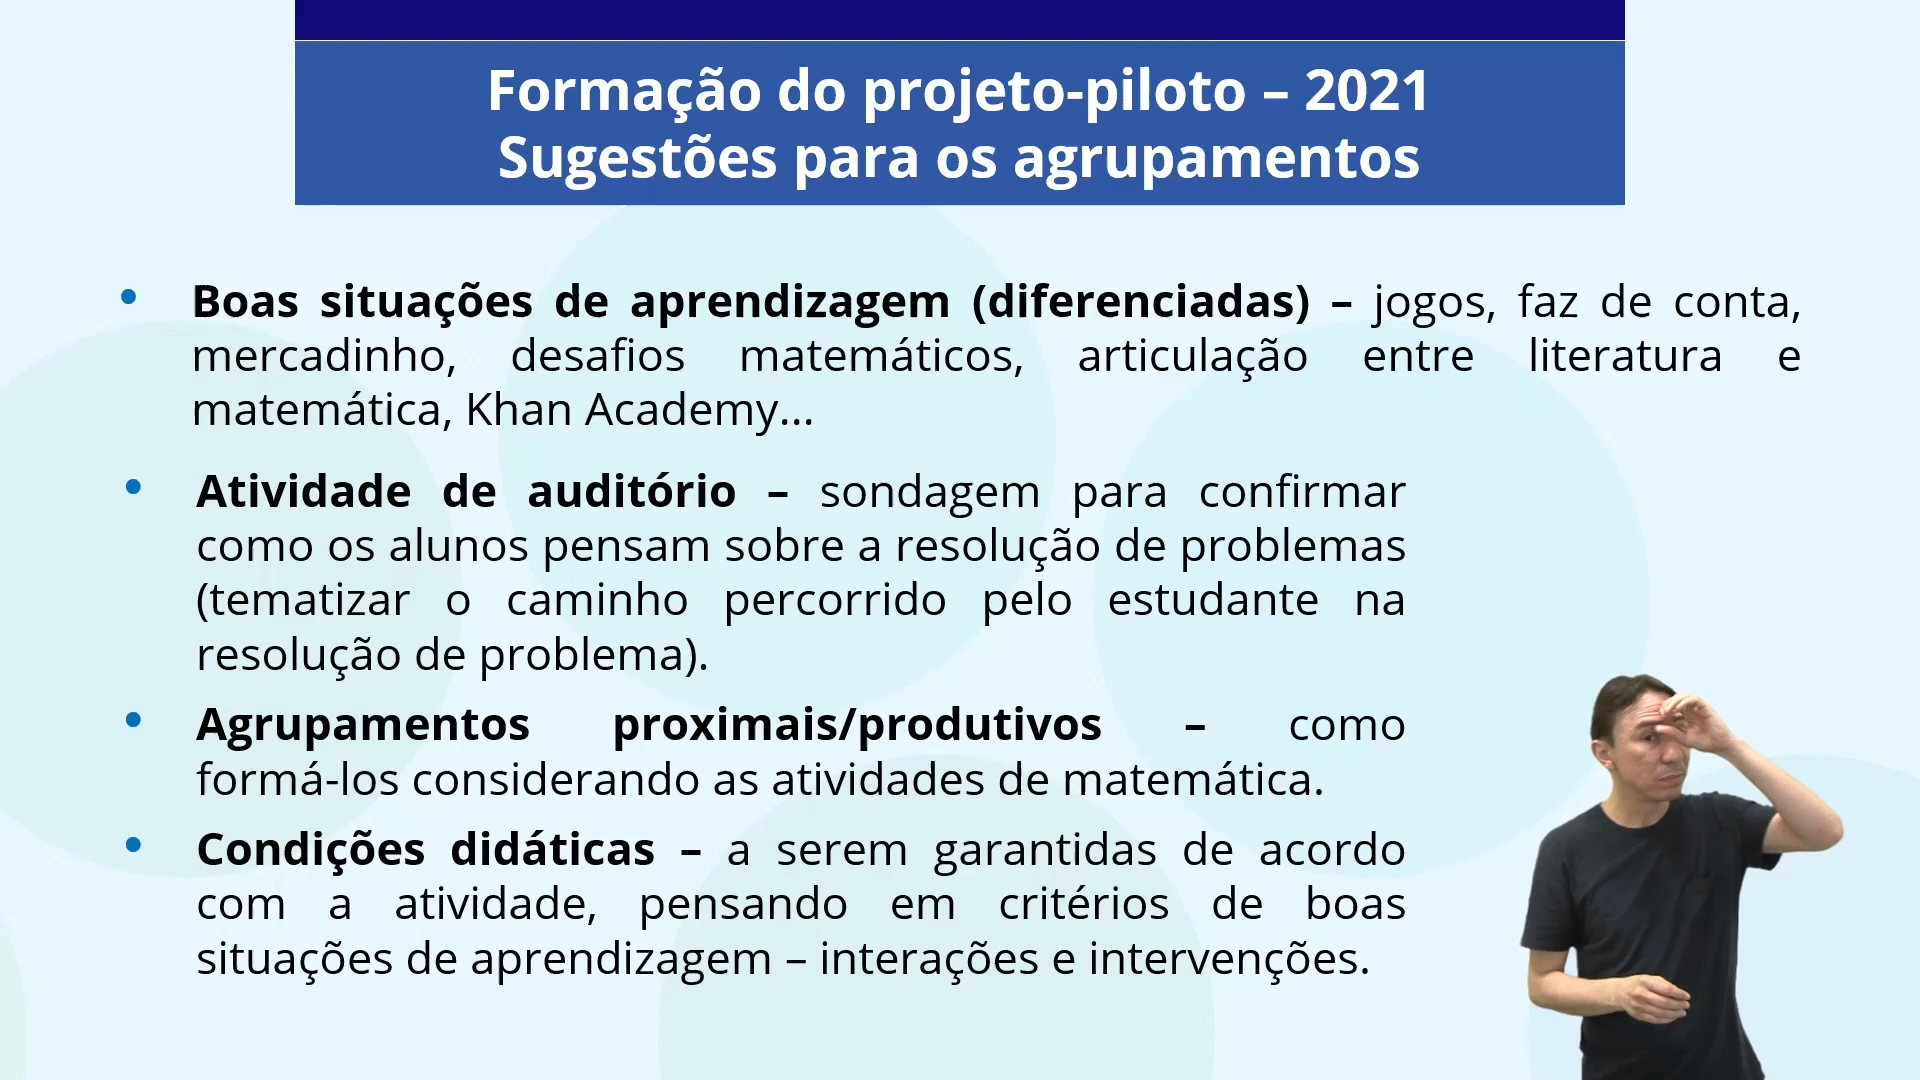 Formação do projeto-piloto – 2021
Sugestões para os agrupamentos
• Boas situações de aprendizagem (diferenciadas) – jogos, faz de conta,
mercadinho, desafios matemáticos, articulação entre literatura e
matemática, Khan Academy...
• Atividade de auditório – sondagem para confirmar
como os alunos pensam sobre a resolução de problemas
(tematizar o caminho percorrido pelo estudante na
resolução de problema).
• Agrupamentos proximais/produtivos – como
formá-los considerando as atividades de matemática.
• Condições didáticas – a serem garantidas de acordo
com a atividade, pensando em critérios de boas
situações de aprendizagem – interações e intervenções.